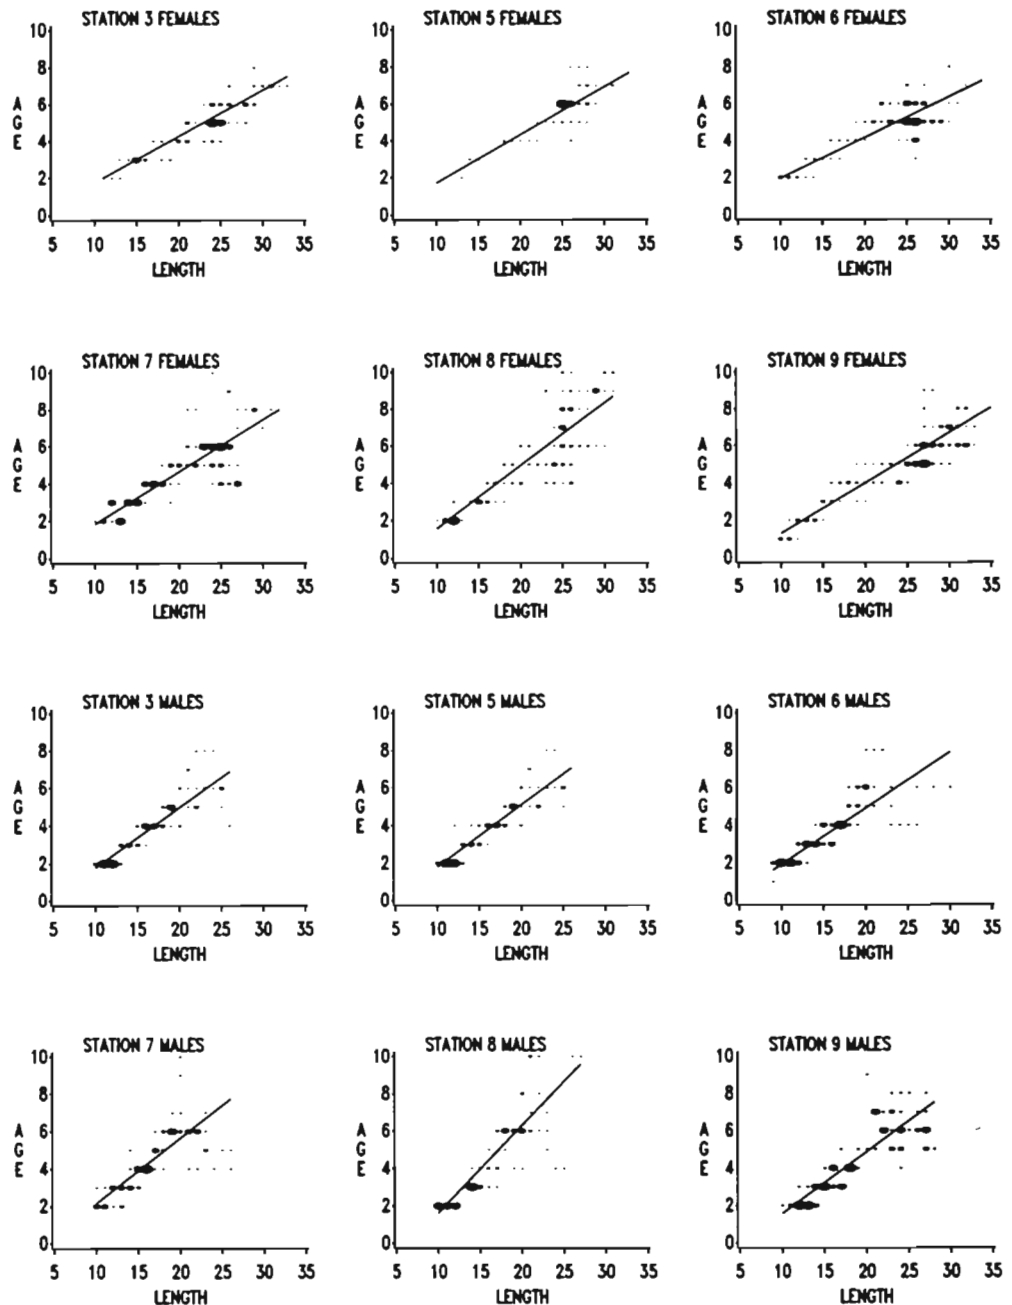 STATION 3 FEMALES STATION 5 FEMALES STATION 6 FEMALES
10 10 10
8 8 8
A 6 A 6 A 6
G G G
E 4 E 4 E 4
2 2 2
0 0 0
5 10 15 20 25 30 35 5 10 15 20 25 30 35 5 10 15 20 25 30 35
LENGTH LENGTH LENGTH
STATION 7 FEMALES STATION 8 FEMALES STATION 9 FEMALES
10 10 10
8 8 8
A 6 A 6 A 6
G G G
E 4 E 4 E 4
2 2 2
0 0 0
5 10 15 20 25 30 35 5 10 15 20 25 30 35 5 10 15 20 25 30 35
LENGTH LENGTH LENGTH
STATION 3 MALES STATION 5 MALES STATION 6 MALES
10 10 10
8 8 8
A 6 A 6 A 6
G G G
E 4 E 4 E 4
2 2 2
0 0 0
5 10 15 20 25 30 35 5 10 15 20 25 30 35 5 10 15 20 25 30 35
LENGTH LENGTH LENGTH
STATION 7 MALES STATION 8 MALES STATION 9 MALES
10 10 10
8 8 8
A 6 A 6 A 6
G G G
E 4 E 4 E 4
2 2 2
0 0 0
5 10 15 20 25 30 35 5 10 15 20 25 30 35 5 10 15 20 25 30 35
LENGTH LENGTH LENGTH